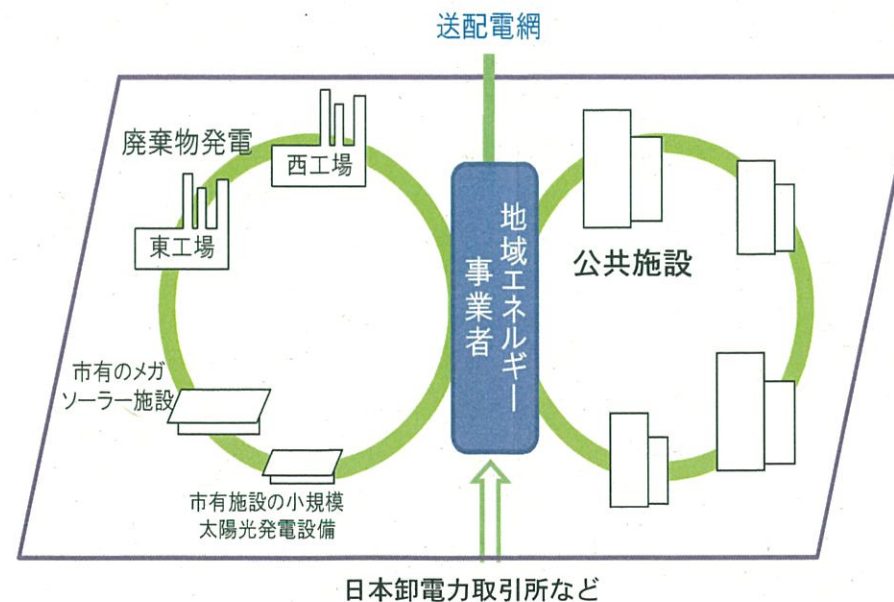 送配電網
廃棄物発電
西工場
東工場
地域エネルギー
事業者
公共施設
市有のメガ
ソーラー施設
市有施設の小規模
太陽光発電設備
日本卸電力取引所など